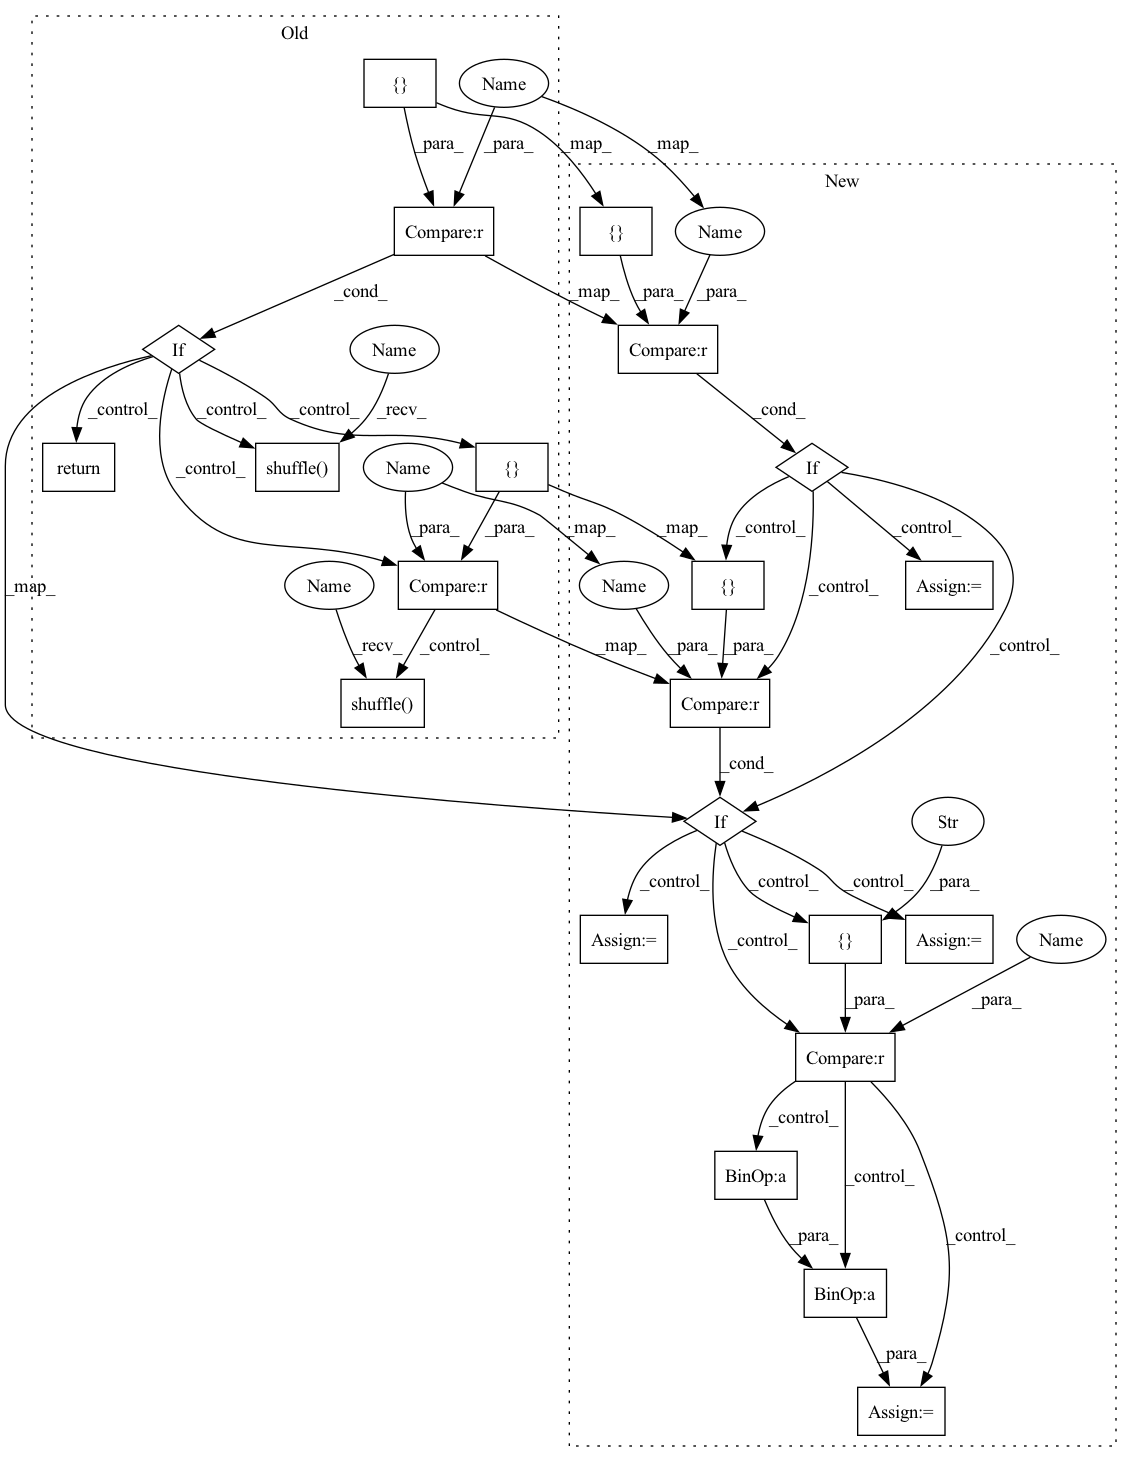 Old
{} Name
_para_ _para_ _map_ _map_
New
Compare:r {} Name
_cond_ _map_ _para_ _para_
If Name Compare:r
_control_ _control_ _control_ _recv_ _cond_
return shuffle() Name {} If
_control_ _para_ _para_ _map_ _map_ _control_ _control_
_map_ Name Compare:r Name {} _control_ Assign:=
_recv_ _control_ _map_ _para_ _para_ _control_
shuffle() Compare:r
_cond_
If Str
_control_ _control_ _control_ _para_
Assign:= _control_ {} Assign:= Name
_para_ _para_
Compare:r
_control_
BinOp:a _control_
_para_ _control_
BinOp:a
_para_
Assign:=